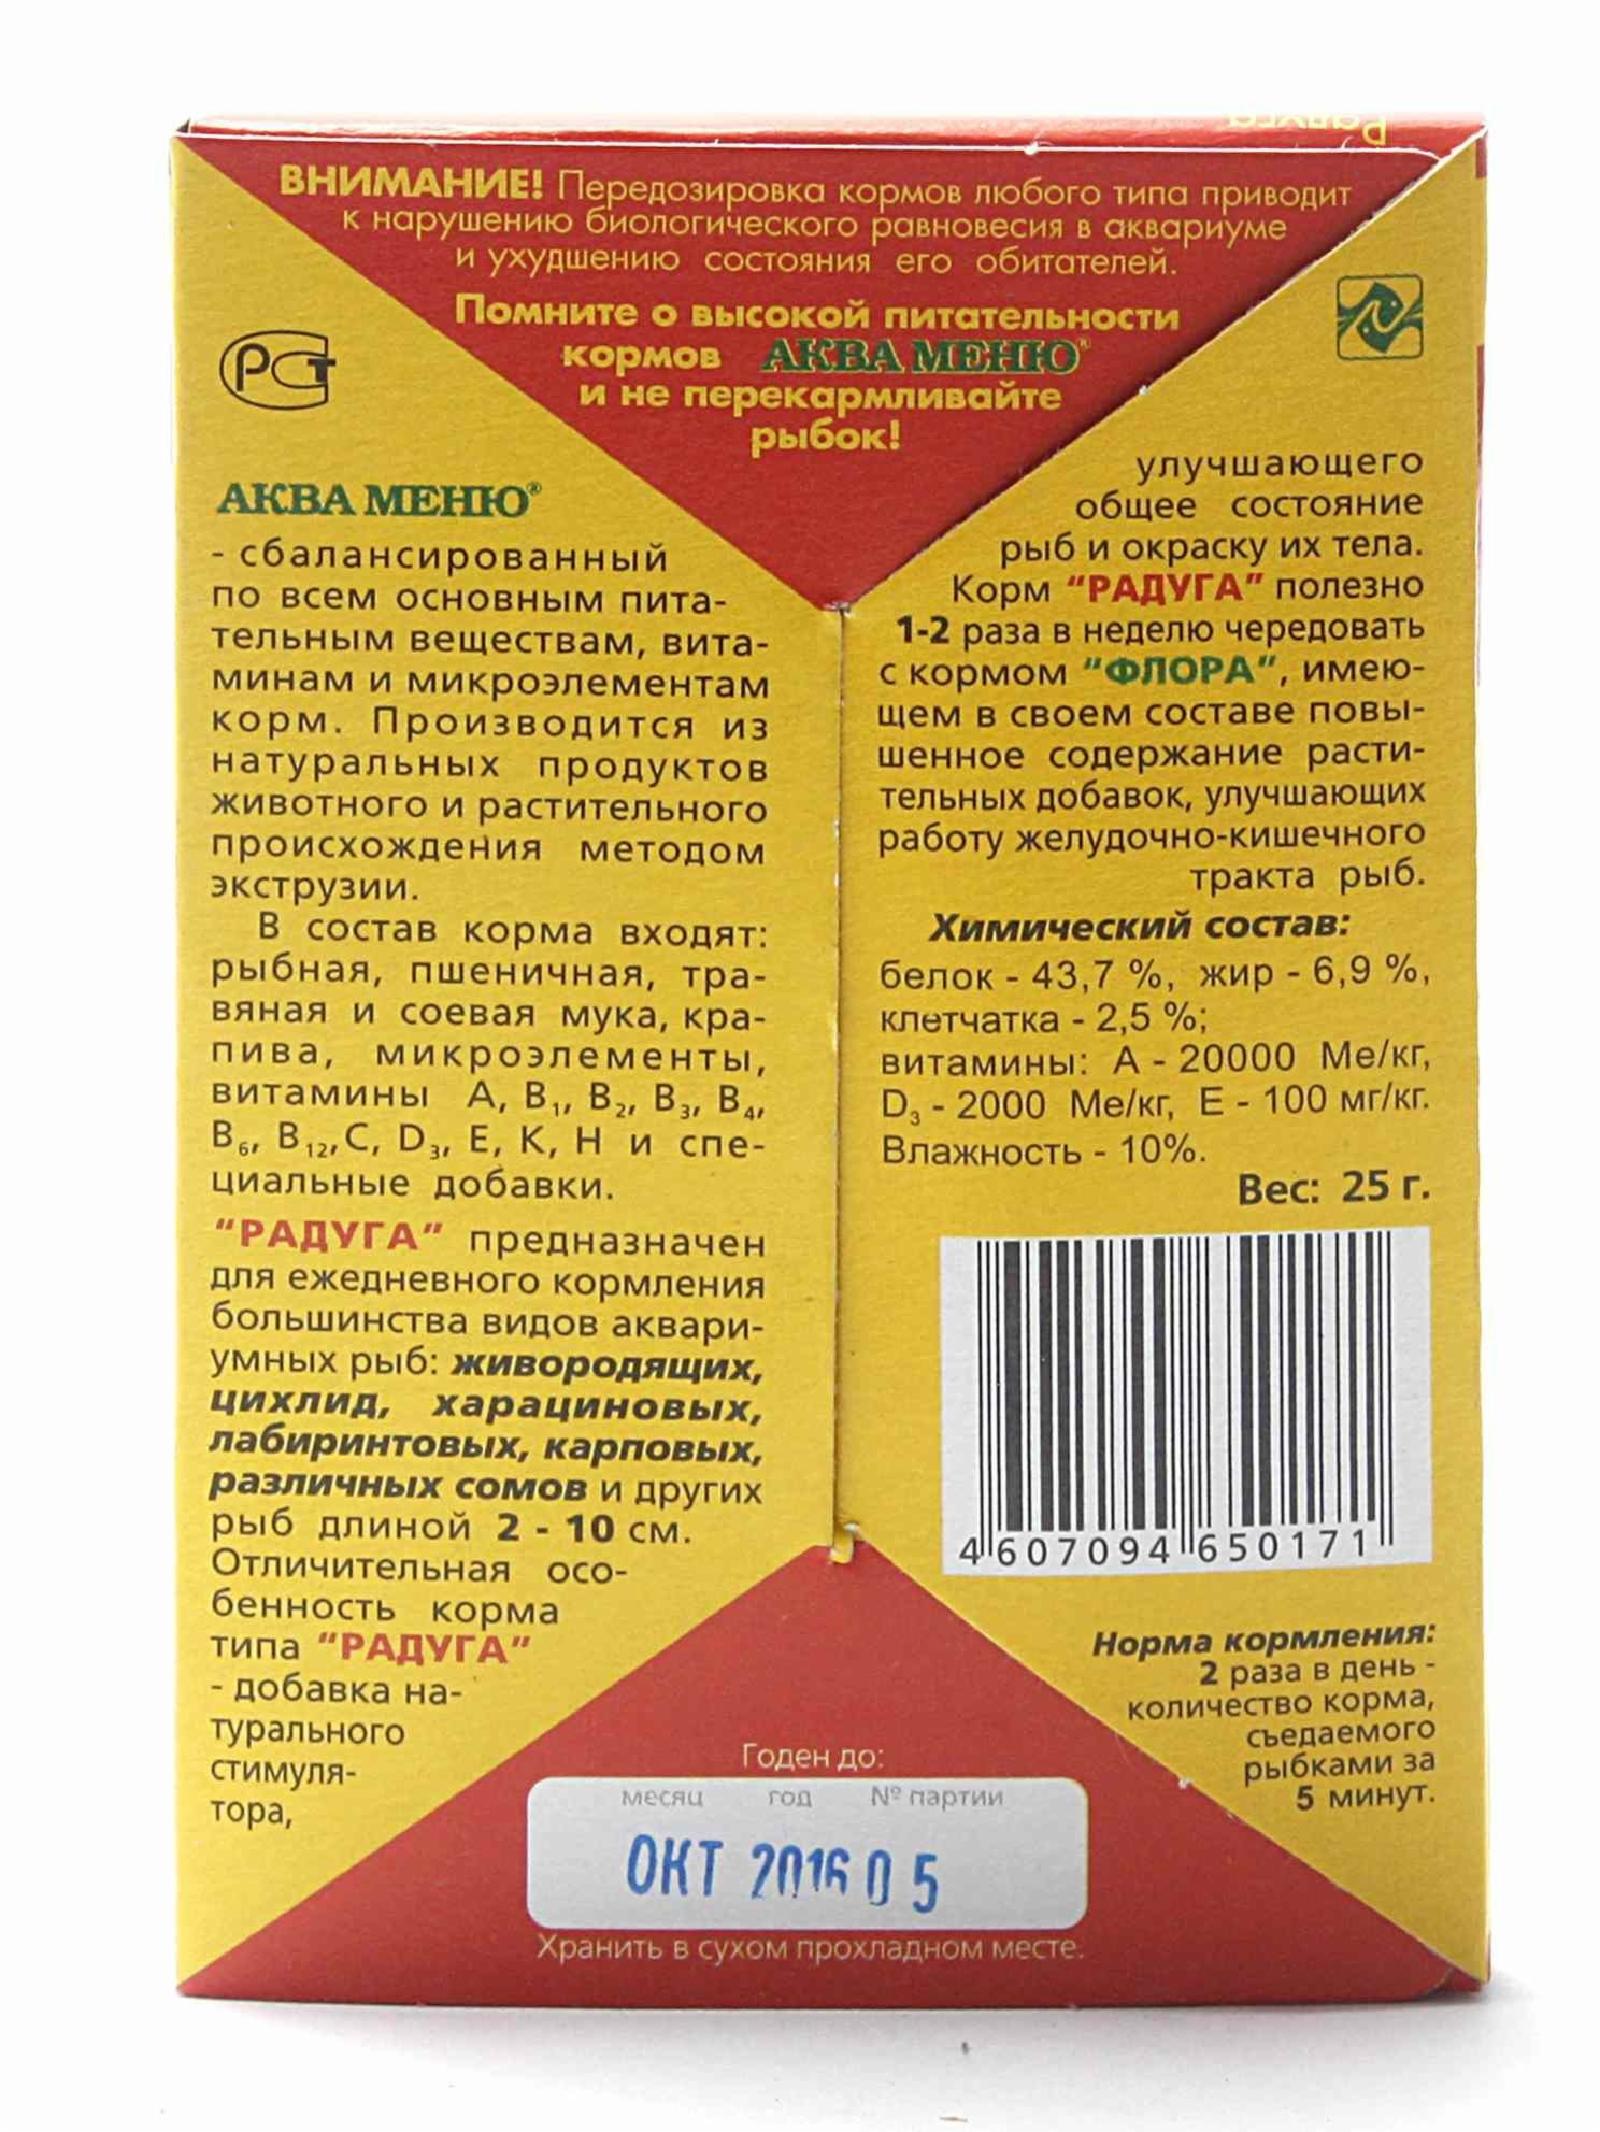 Радуга
ВНИМАНИЕ! Передозировка кормов любого типа приводит
к нарушению биологического равновесия в аквариуме
и ухудшению состояния его обитателей.
Помните о высокой питательности
кормов АКВА МЕНЮ®
и не перекармливайте
рыбок!
РСТ
АКВА МЕНЮ®
- сбалансированный
по всем основным пита-
тельным веществам, вита-
минам и микроэлементам
корм. Производится из
натуральных продуктов
животного и растительного
происхождения методом
экструзии.
В состав корма входят:
рыбная, пшеничная, тра-
вяная и соевая мука, кра-
пива, микроэлементы,
витамины А, В₁, В₂, В₃, В₄,
В₆, В₁₂, С, D₃, Е, К, Н и спе-
циальные добавки.
"РАДУГА" предназначен
для ежедневного кормления
большинства видов аквари-
умных рыб: живородящих,
цихлид, харациновых,
лабиринтовых, карповых,
различных сомов и других
рыб длиной 2 - 10 см.
Отличительная осо-
бенность корма
типа "РАДУГА"
- добавка на-
турального
стимуля-
тора,
улучшающего
общее состояние
рыб и окраску их тела.
Корм "РАДУГА" полезно
1-2 раза в неделю чередовать
с кормом "ФЛОРА", имею-
щем в своем составе повы-
шенное содержание расти-
тельных добавок, улучшающих
работу желудочно-кишечного
тракта рыб.
Химический состав:
белок - 43,7 %, жир - 6,9 %,
клетчатка - 2,5 %;
витамины: А - 20000 Ме/кг,
D₃ - 2000 Ме/кг, Е - 100 мг/кг.
Влажность - 10%.
Вес: 25 г.
4 607094 650171
Норма кормления:
2 раза в день -
количество корма,
съедаемого
рыбками за
5 минут.
Годен до:
месяц год № партии
ОКТ 2016 05
Хранить в сухом прохладном месте.